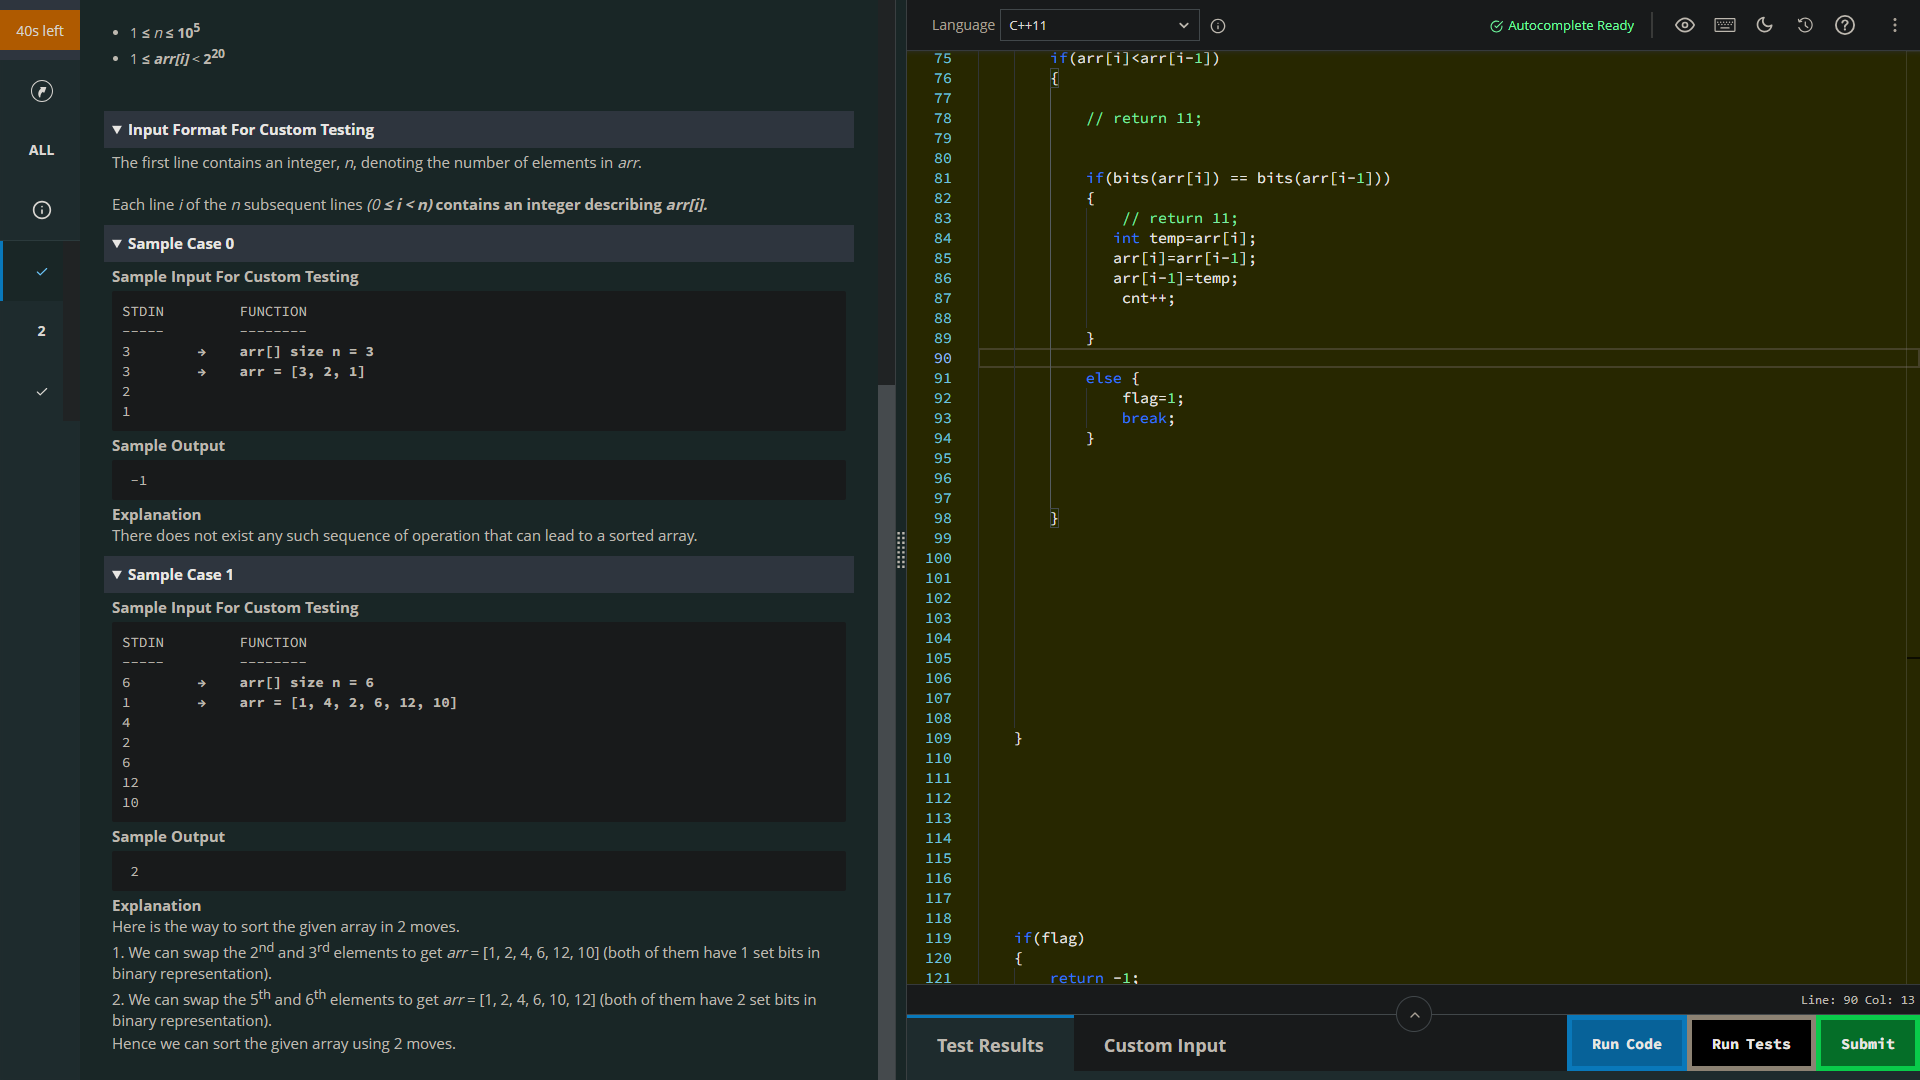 40s left
ALL
2
• 1 ≤ n ≤ 10^5
• 1 ≤ arr[i] < 2^20
▼ Input Format For Custom Testing
The first line contains an integer, n, denoting the number of elements in arr.
Each line i of the n subsequent lines (0 ≤ i < n) contains an integer describing arr[i].
▼ Sample Case 0
Sample Input For Custom Testing
STDIN FUNCTION
----- --------
3 → arr[] size n = 3
3 → arr = [3, 2, 1]
2
1
Sample Output
-1
Explanation
There does not exist any such sequence of operation that can lead to a sorted array.
▼ Sample Case 1
Sample Input For Custom Testing
STDIN FUNCTION
----- --------
6 → arr[] size n = 6
1 → arr = [1, 4, 2, 6, 12, 10]
4
2
6
12
10
Sample Output
2
Explanation
Here is the way to sort the given array in 2 moves.
1. We can swap the 2nd and 3rd elements to get arr = [1, 2, 4, 6, 12, 10] (both of them have 1 set bits in
binary representation).
2. We can swap the 5th and 6th elements to get arr = [1, 2, 4, 6, 10, 12] (both of them have 2 set bits in
binary representation).
Hence we can sort the given array using 2 moves.
Language C++11 Autocomplete Ready
75 if(arr[i]<arr[i-1])
76 {
77
78 // return 11;
79
80
81 if(bits(arr[i]) == bits(arr[i-1]))
82 {
83 // return 11;
84 int temp=arr[i];
85 arr[i]=arr[i-1];
86 arr[i-1]=temp;
87 cnt++;
88
89 }
90
91 else {
92 flag=1;
93 break;
94 }
95
96
97
98 }
99
100
101
102
103
104
105
106
107
108
109 }
110
111
112
113
114
115
116
117
118
119 if(flag)
120 {
121 return -1;
Line: 90 Col: 13
Test Results
Custom Input
Run Code
Run Tests
Submit